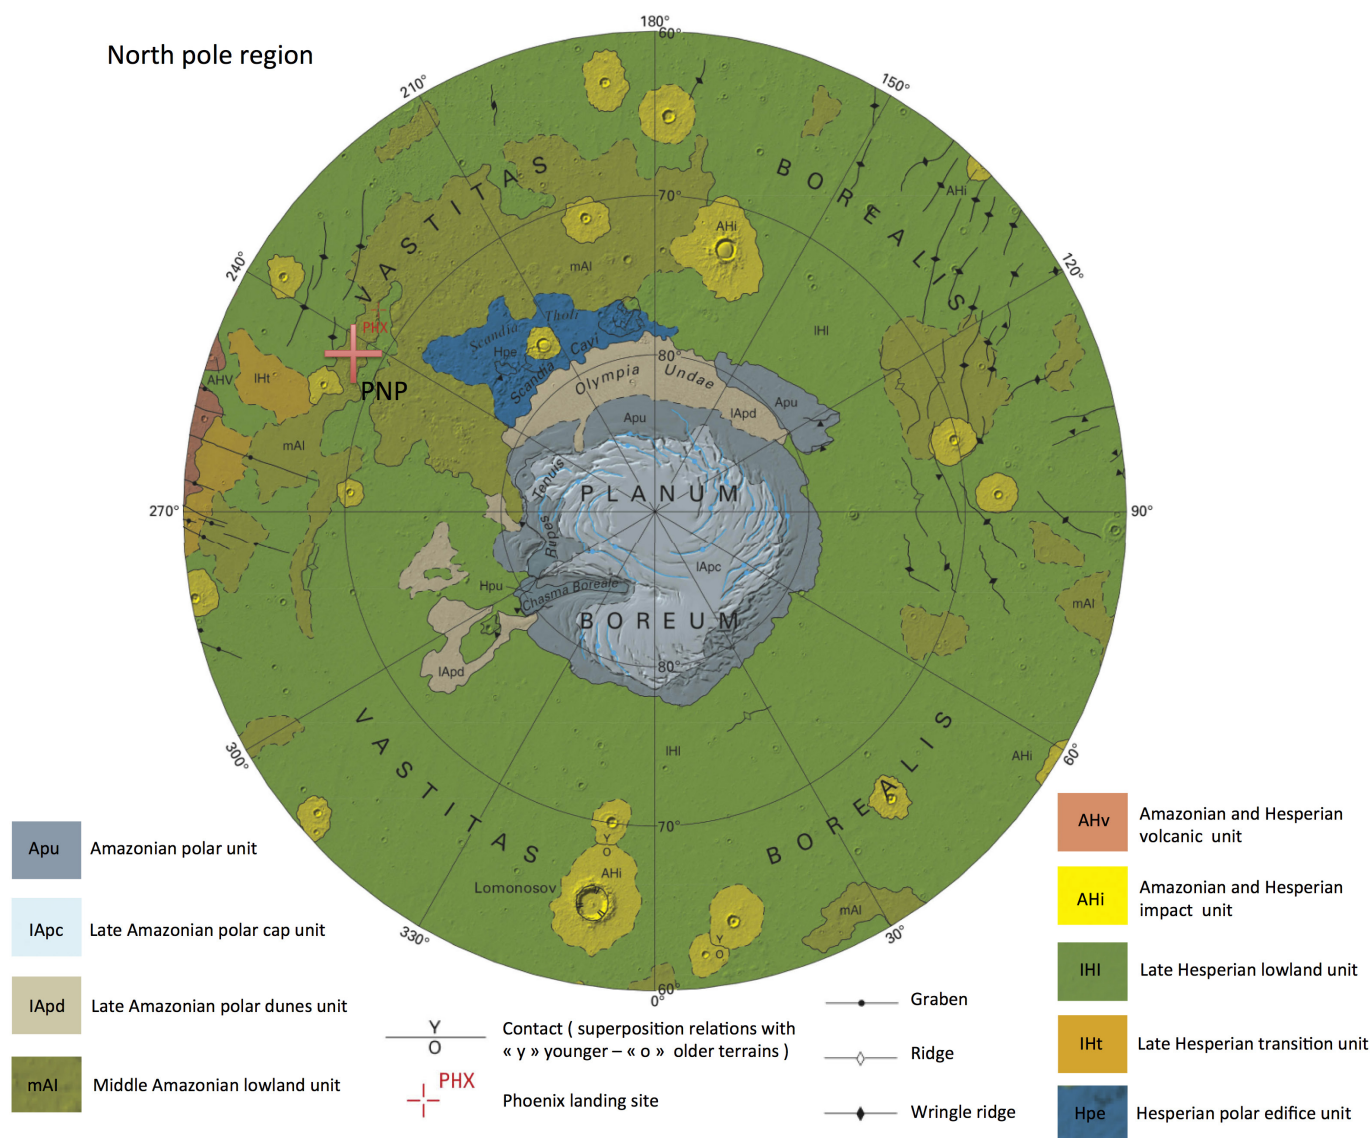 North pole region
180°
60°
210°
150°
VASTITAS
BOREALIS
AHi
70°
AHi
240°
120°
mAl
PHX
Scandia Tholi
Hpe
Scandia Cavi
lHl
80°
AHV
lHt
PNP
Olympia Undae
Apu
lApd
Apu
mAl
Tenuis
PLANUM
270°
90°
Rupes
lApc
Hpu
Chasma Boreale
mAl
BOREUM
80°
lApd
VASTITAS
BOREALIS
lHl
AHi
300°
60°
70°
Y
O
Lomonosov
AHi
mAl
Y
O
330°
30°
60°
0°
Apu
Amazonian polar unit
lApc
Late Amazonian polar cap unit
lApd
Late Amazonian polar dunes unit
mAl
Middle Amazonian lowland unit
Y
O
Contact ( superposition relations with
« y » younger – « o » older terrains )
PHX
Phoenix landing site
Graben
Ridge
Wringle ridge
AHv
Amazonian and Hesperian
volcanic unit
AHi
Amazonian and Hesperian
impact unit
lHl
Late Hesperian lowland unit
lHt
Late Hesperian transition unit
Hpe
Hesperian polar edifice unit